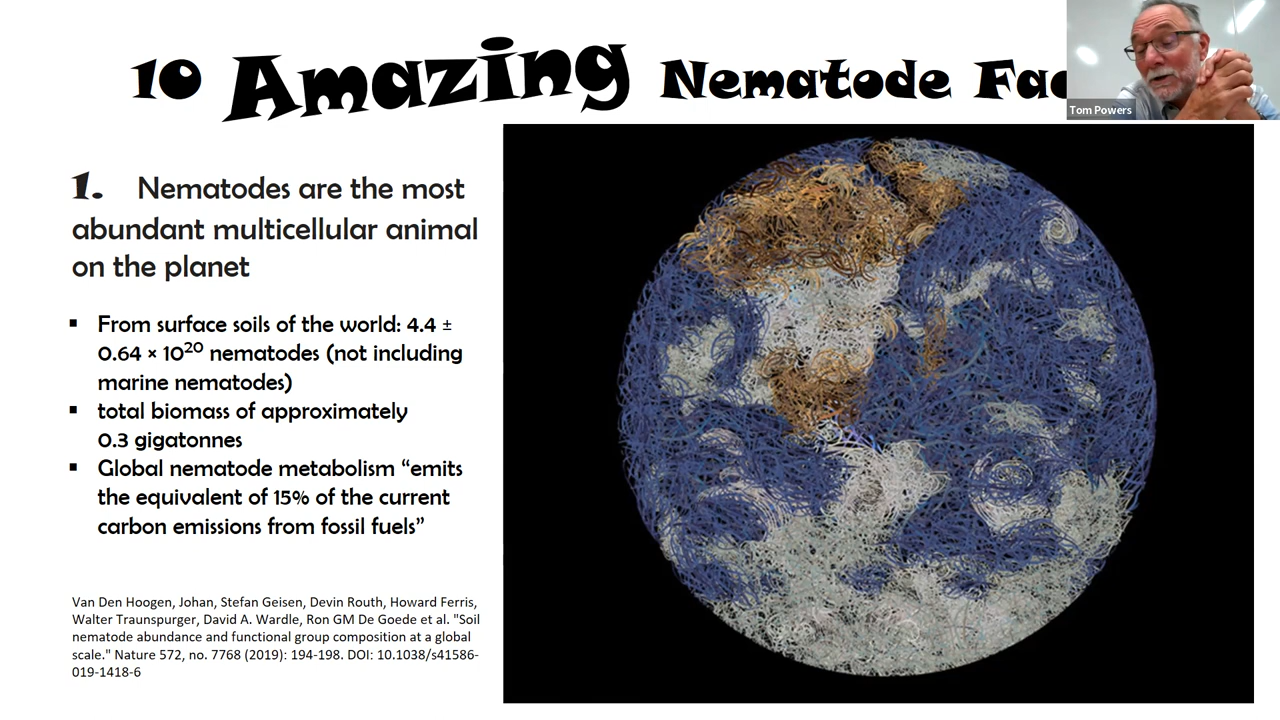 10 Amazing Nematode Fac
Tom Powers
1. Nematodes are the most
abundant multicellular animal
on the planet
▪ From surface soils of the world: 4.4 ±
0.64 × 10²⁰ nematodes (not including
marine nematodes)
▪ total biomass of approximately
0.3 gigatonnes
▪ Global nematode metabolism “emits
the equivalent of 15% of the current
carbon emissions from fossil fuels”
Van Den Hoogen, Johan, Stefan Geisen, Devin Routh, Howard Ferris,
Walter Traunspurger, David A. Wardle, Ron GM De Goede et al. "Soil
nematode abundance and functional group composition at a global
scale." Nature 572, no. 7768 (2019): 194-198. DOI: 10.1038/s41586-
019-1418-6